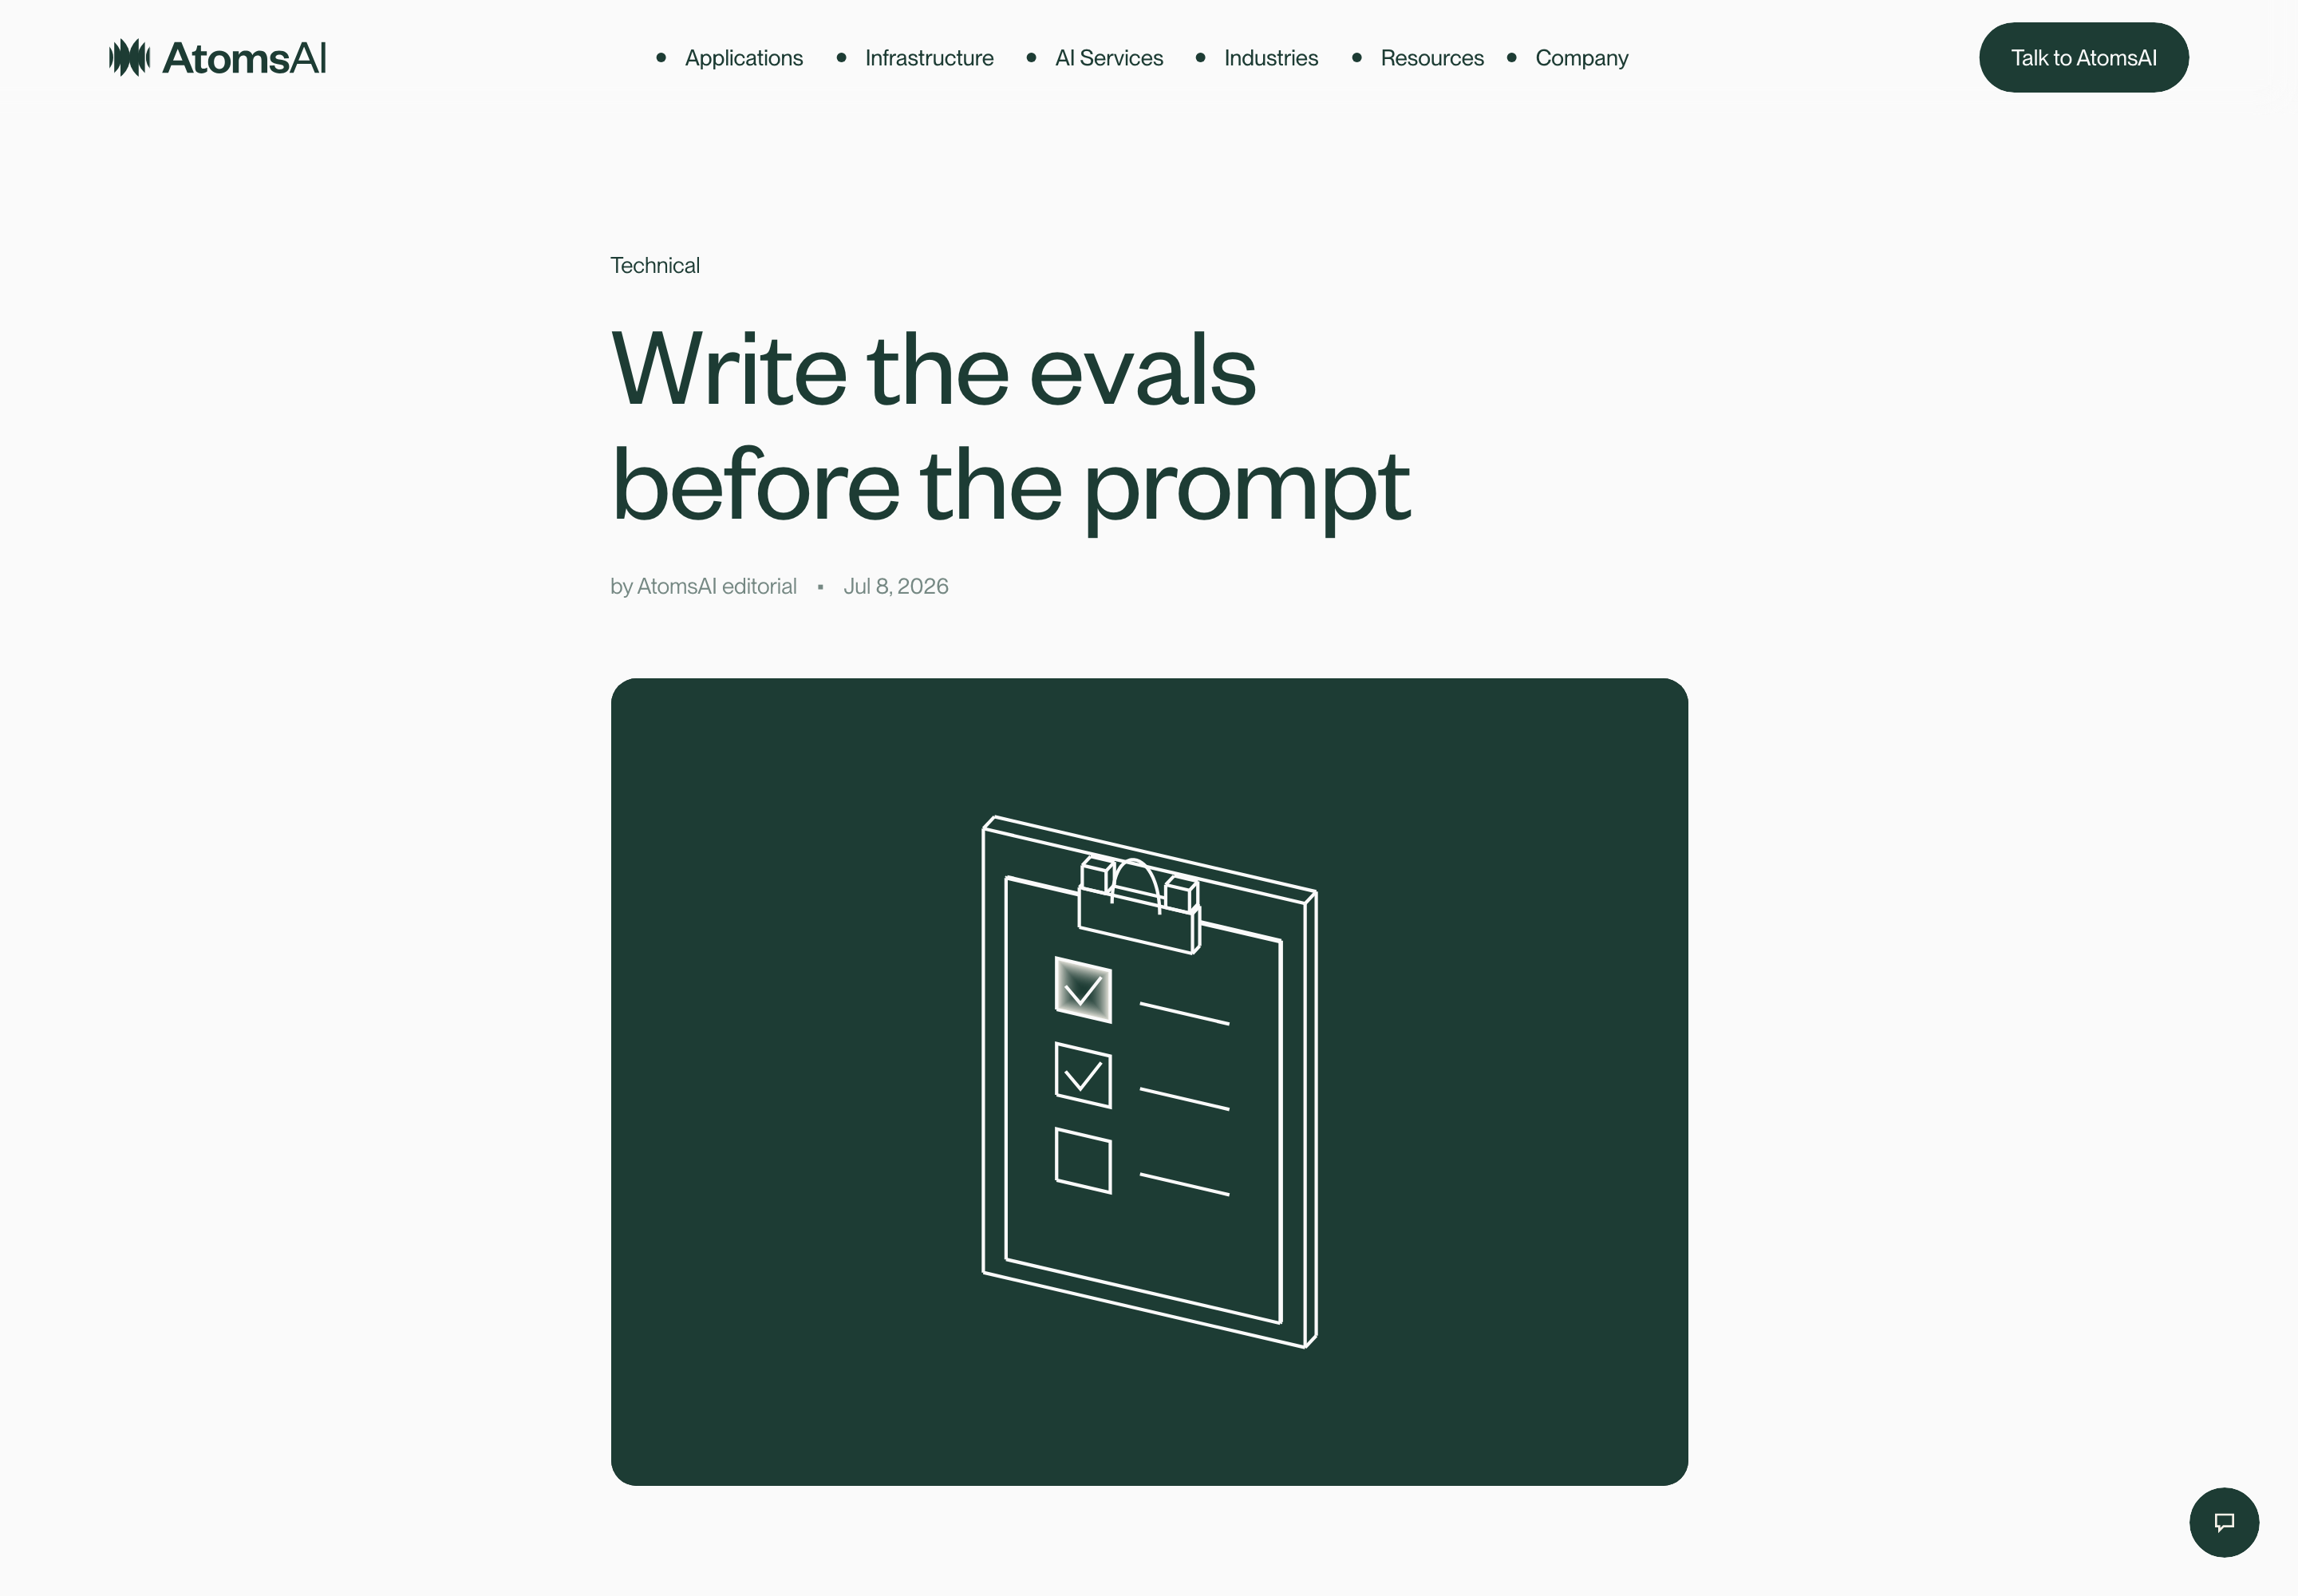 AtomsAI
Applications
Infrastructure
AI Services
Industries
Resources
Company
Talk to AtomsAI
Technical
Write the evals
before the prompt
by AtomsAI editorial ▪ Jul 8, 2026